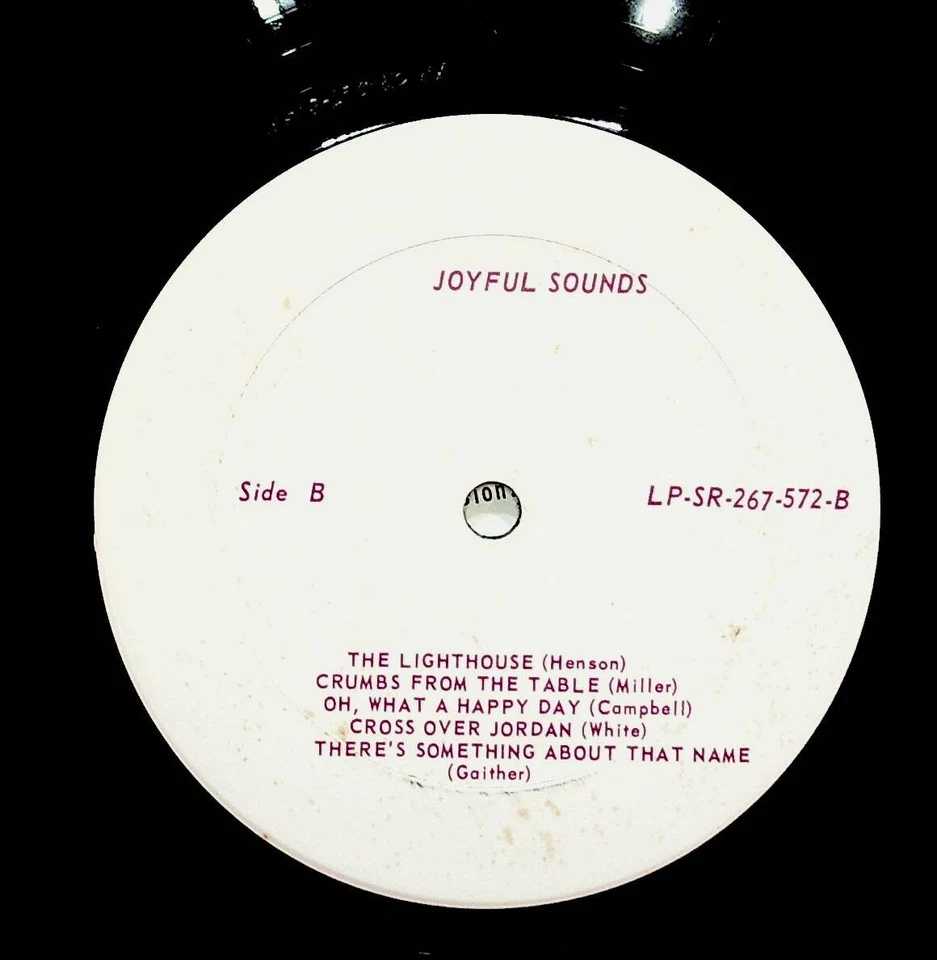 JOYFUL SOUNDS
Side B
LP-SR-267-572-B
THE LIGHTHOUSE (Henson)
CRUMBS FROM THE TABLE (Miller)
OH, WHAT A HAPPY DAY (Campbell)
CROSS OVER JORDAN (White)
THERE'S SOMETHING ABOUT THAT NAME
(Gaither)